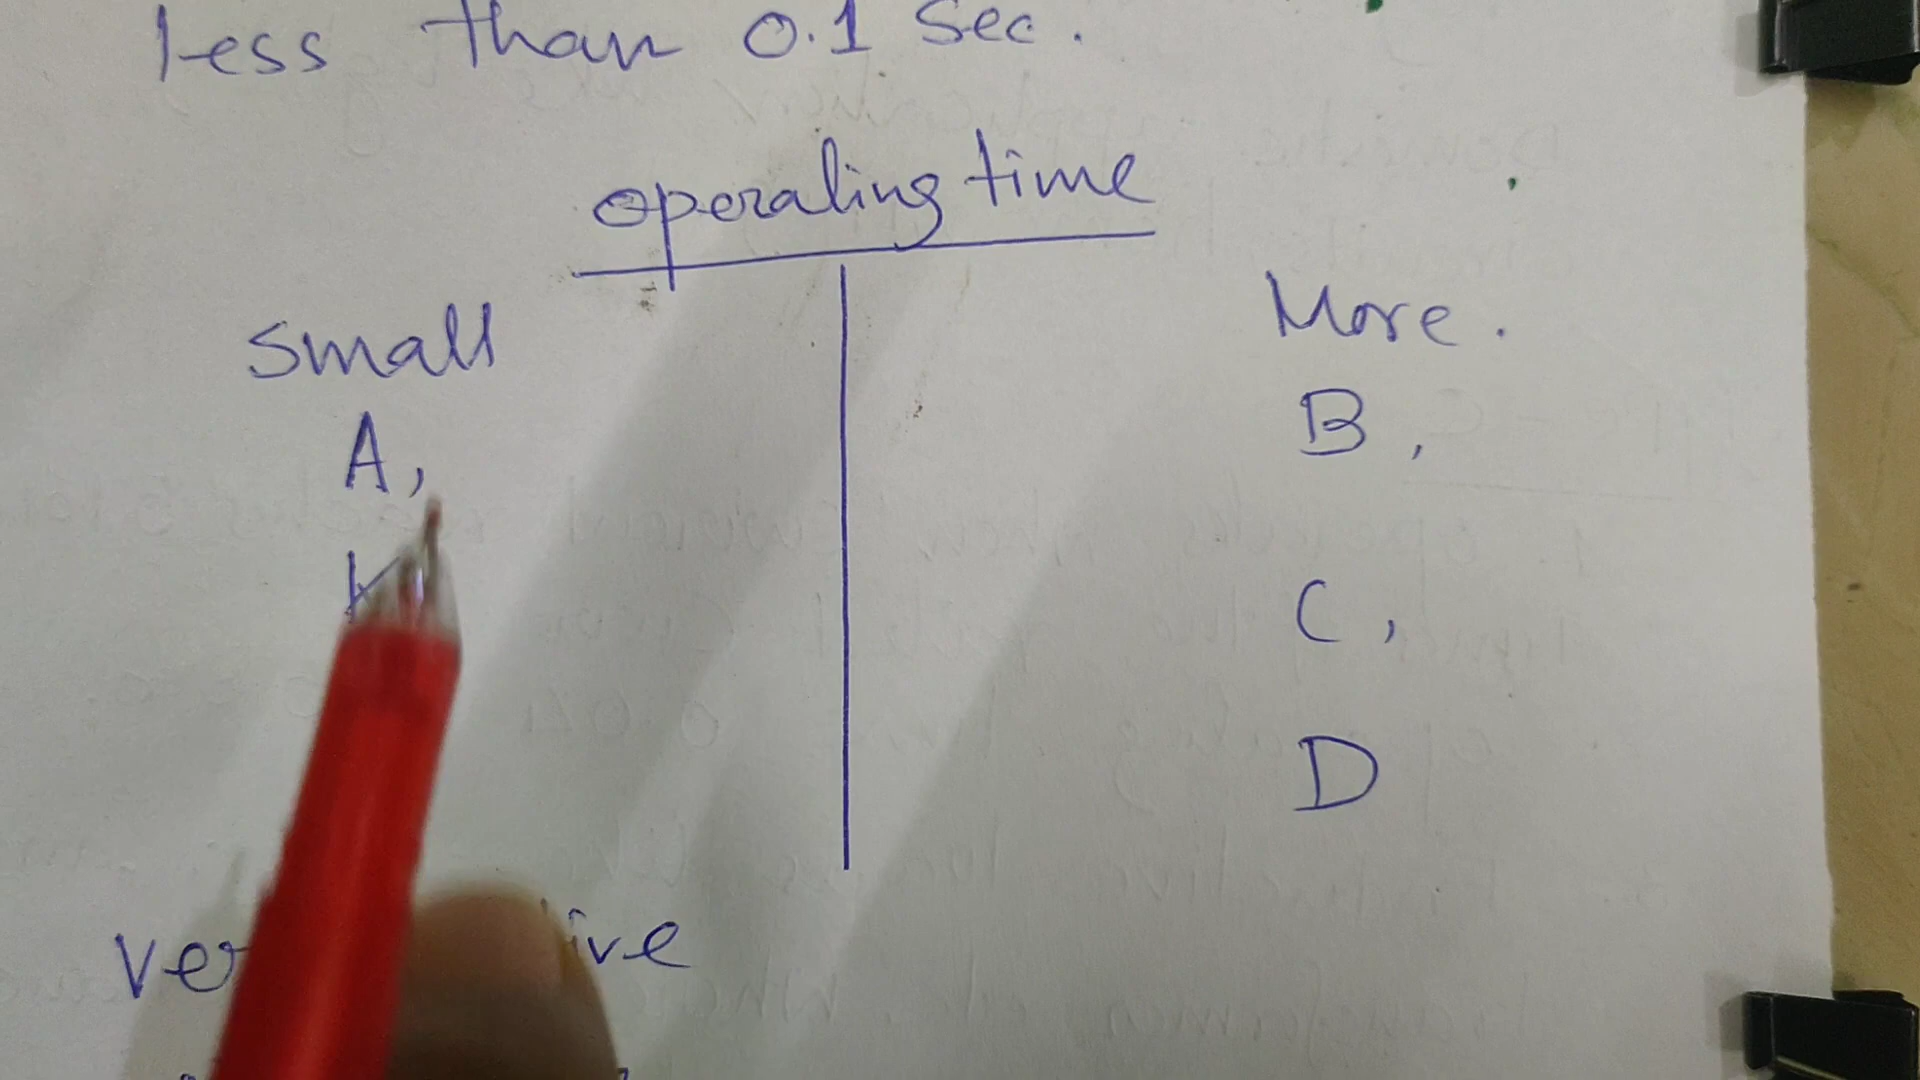 less than 0.1 Sec.
operating time
small
More.
A,
B,
K
C,
D